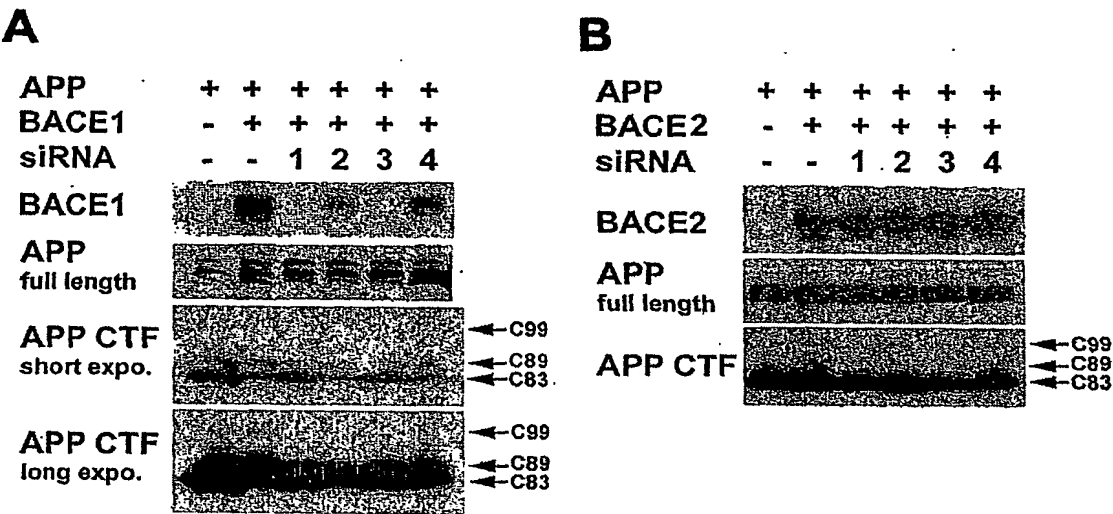 A
APP + + + + + +
BACE1 - + + + + +
siRNA - - 1 2 3 4
BACE1
APP
full length
APP CTF
short expo.
C99
C89
C83
APP CTF
long expo.
C99
C89
C83
B
APP + + + + + +
BACE2 - + + + + +
siRNA - - 1 2 3 4
BACE2
APP
full length
APP CTF
C99
C89
C83